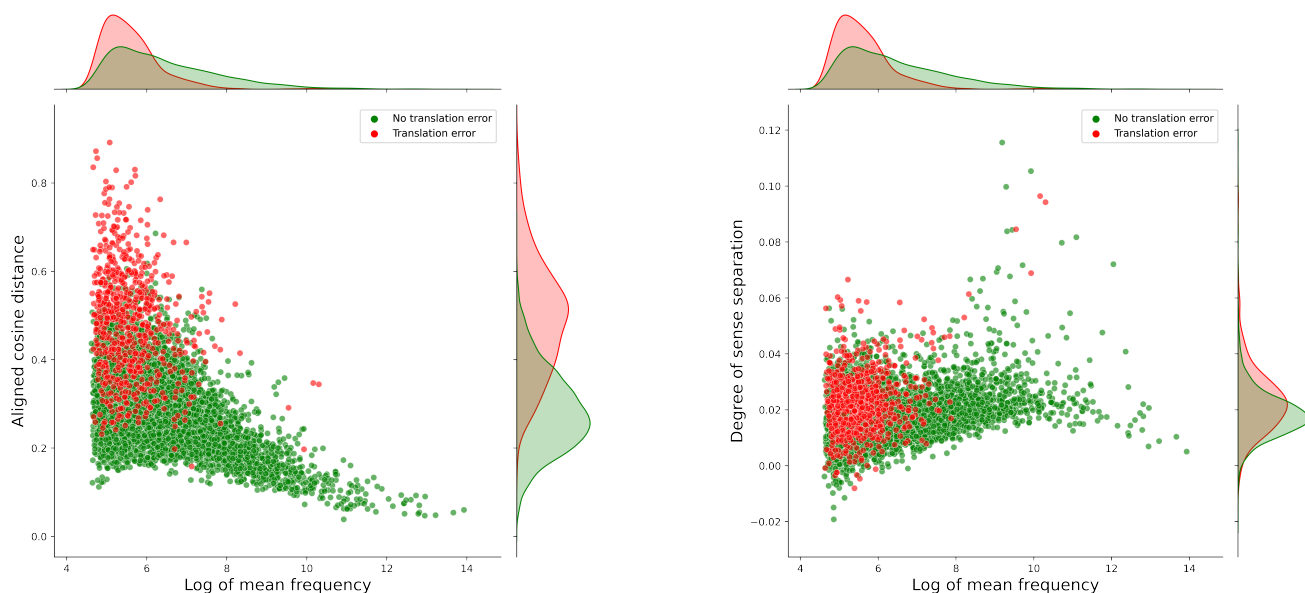 No translation error
Translation error
0.8
0.6
0.4
0.2
0.0
Aligned cosine distance
4 6 8 10 12 14
Log of mean frequency
No translation error
Translation error
0.12
0.10
0.08
0.06
0.04
0.02
0.00
−0.02
Degree of sense separation
4 6 8 10 12 14
Log of mean frequency